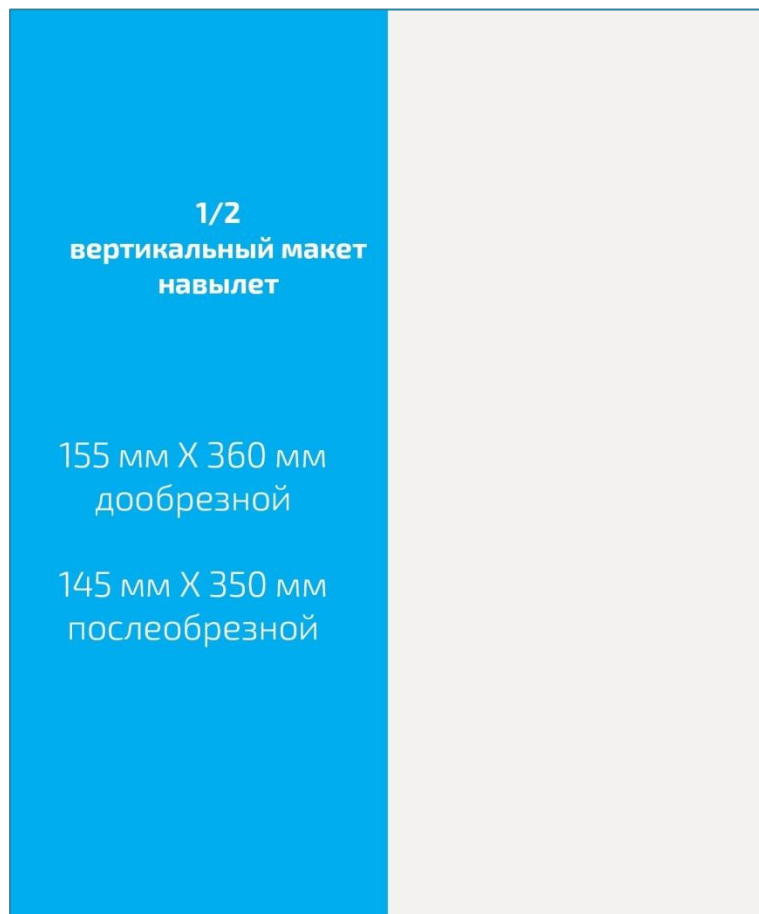 1/2
вертикальный макет
навылет
155 мм X 360 мм
дообрезной
145 мм X 350 мм
послеобрезной